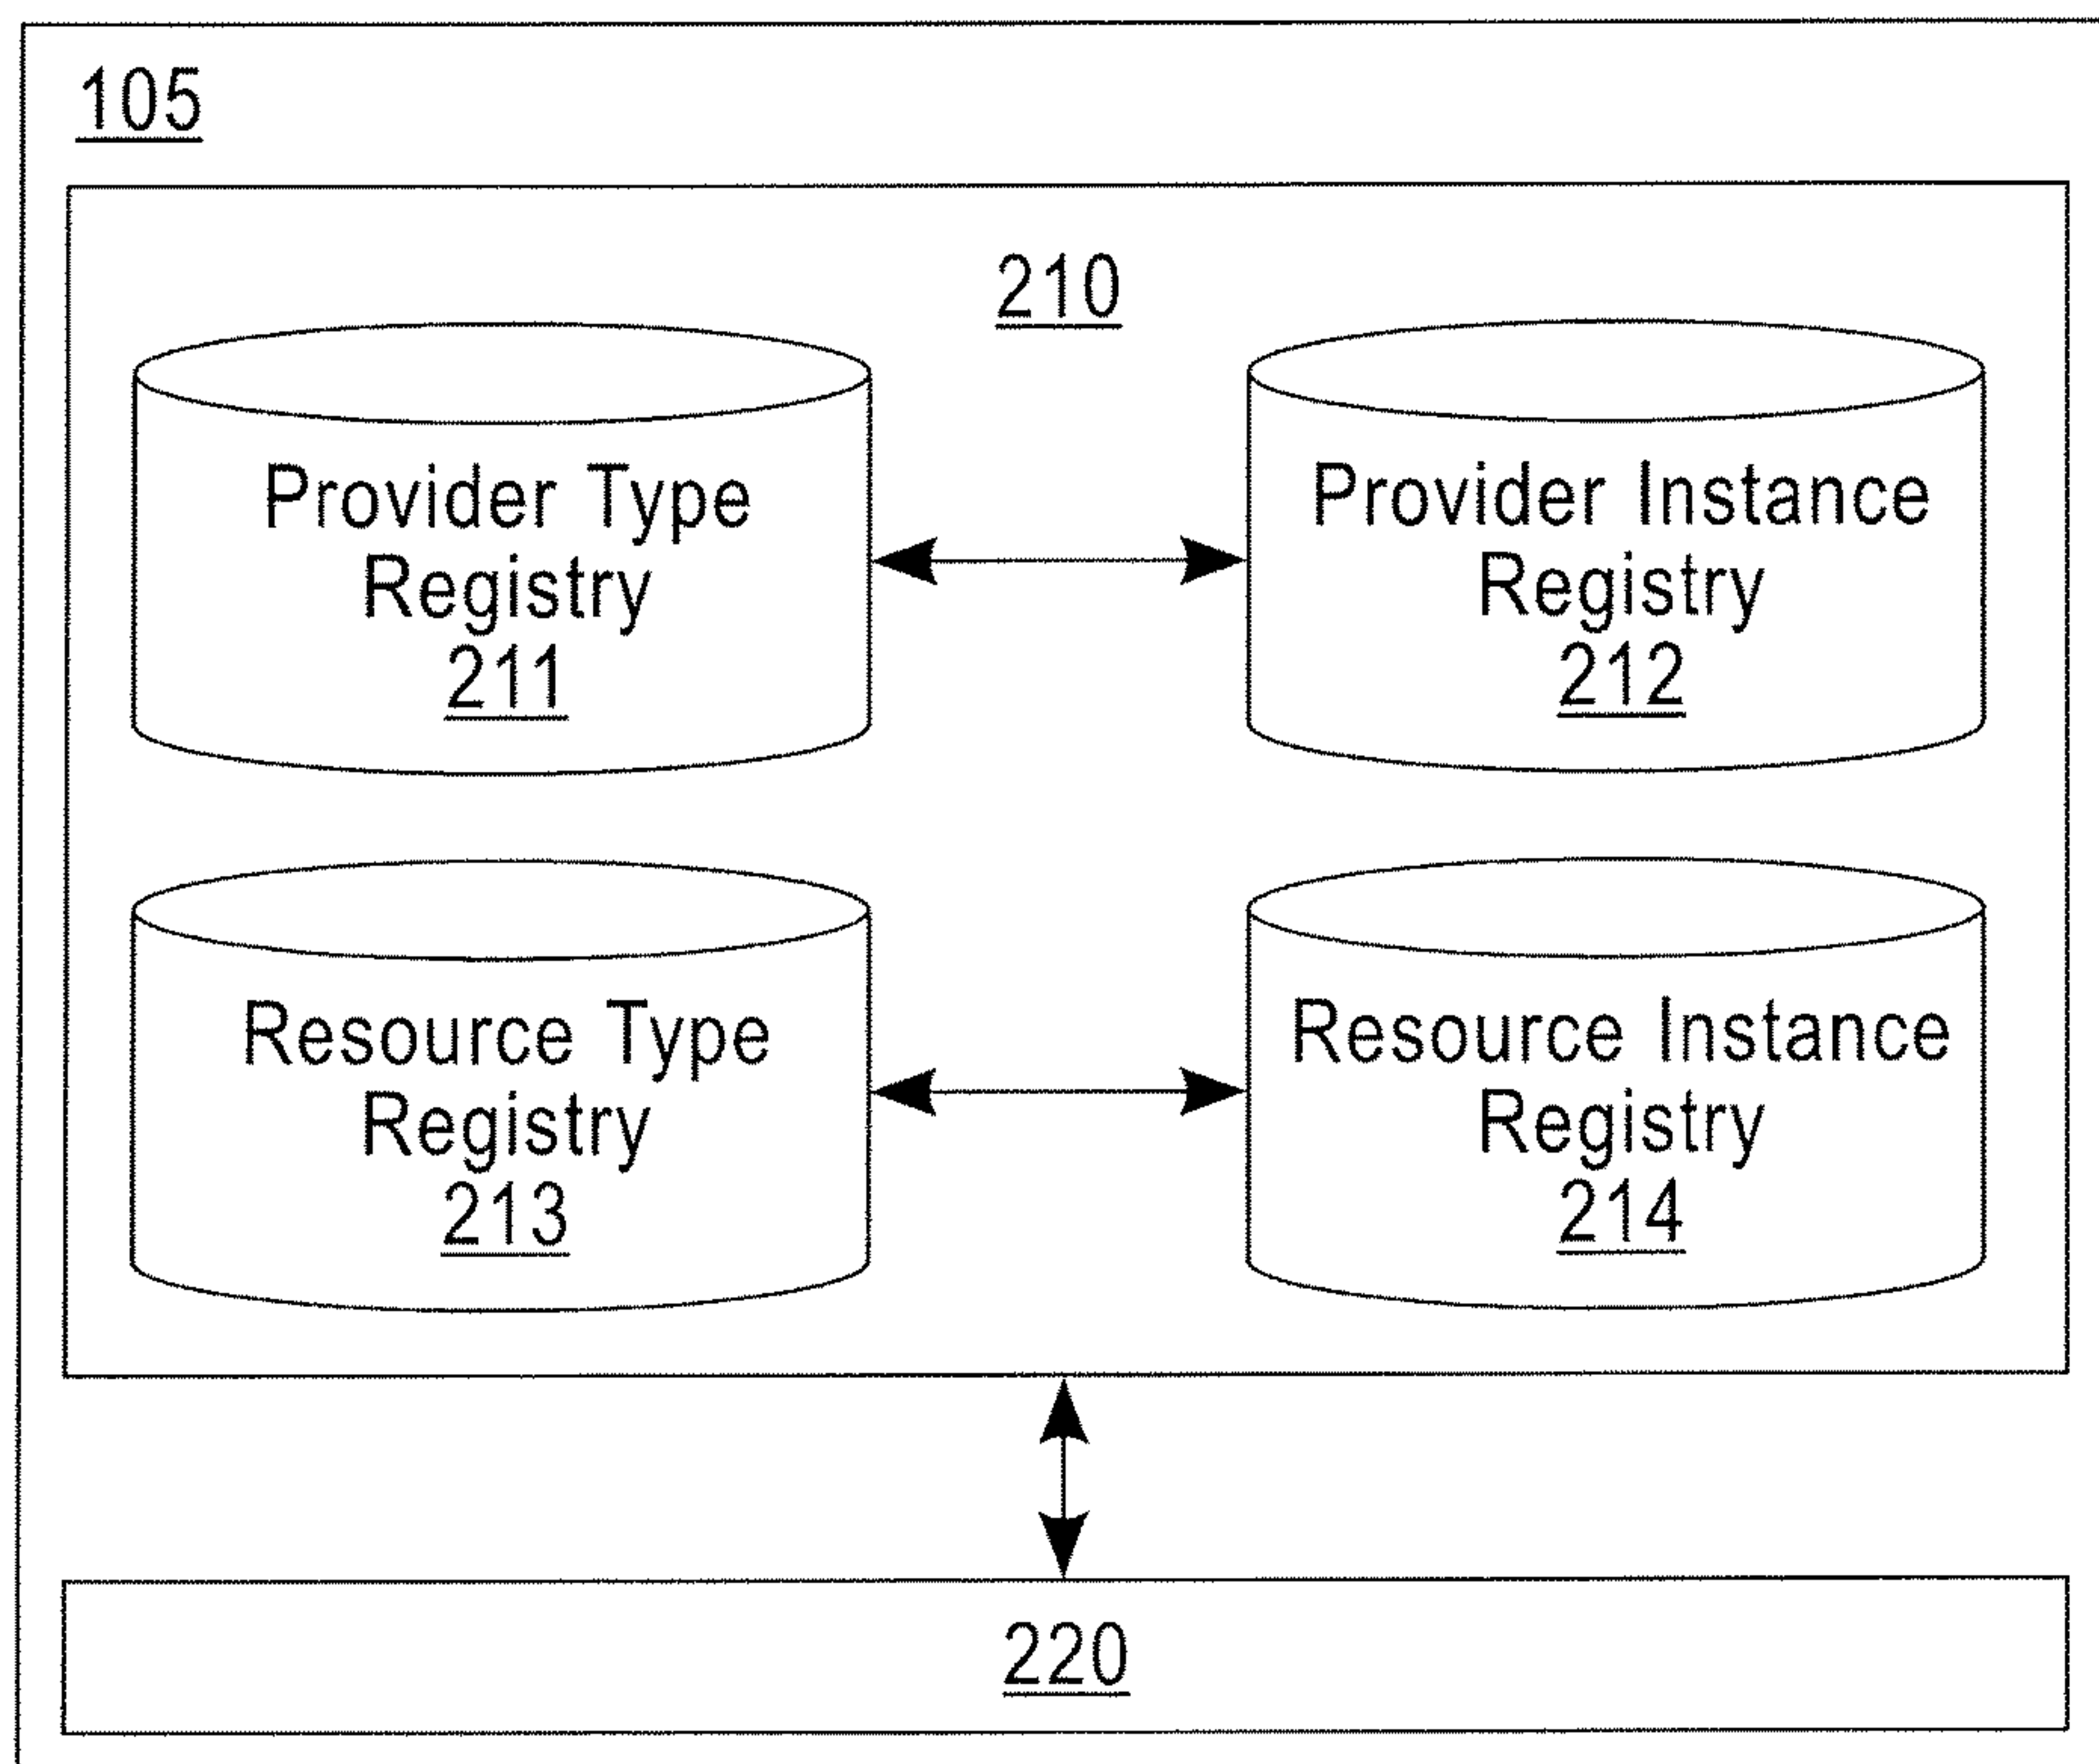 105
210
Provider Type
Registry
211
Provider Instance
Registry
212
Resource Type
Registry
213
Resource Instance
Registry
214
220